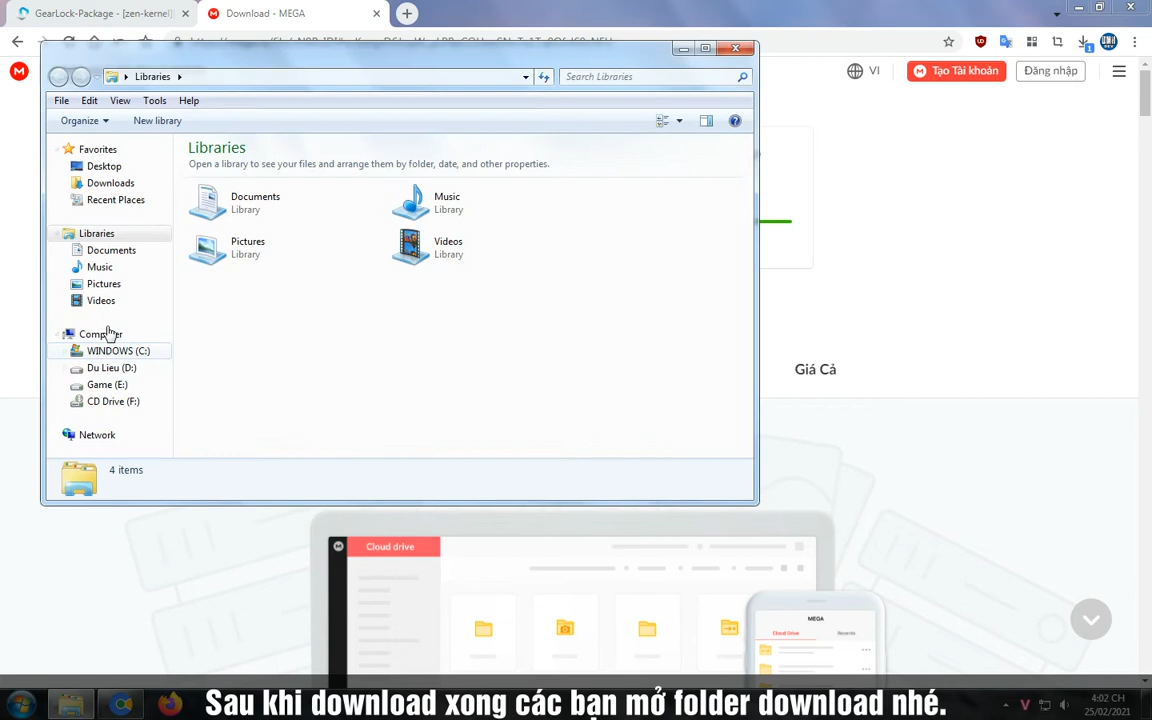 GearLock-Package - [zen-kernel]
Download - MEGA
VI
Tạo Tài khoản
Đăng nhập
Libraries
Search Libraries
File Edit View Tools Help
Organize
New library
Favorites
Desktop
Downloads
Recent Places
Libraries
Documents
Music
Pictures
Videos
Computer
WINDOWS (C:)
Du Lieu (D:)
Game (E:)
CD Drive (F:)
Network
Libraries
Open a library to see your files and arrange them by folder, date, and other properties.
Documents
Library
Music
Library
Pictures
Library
Videos
Library
4 items
Giá Cả
Cloud drive
MEGA
Cloud Drive
Recents
Sau khi download xong các bạn mở folder download nhé.
4:02 CH
25/02/2021